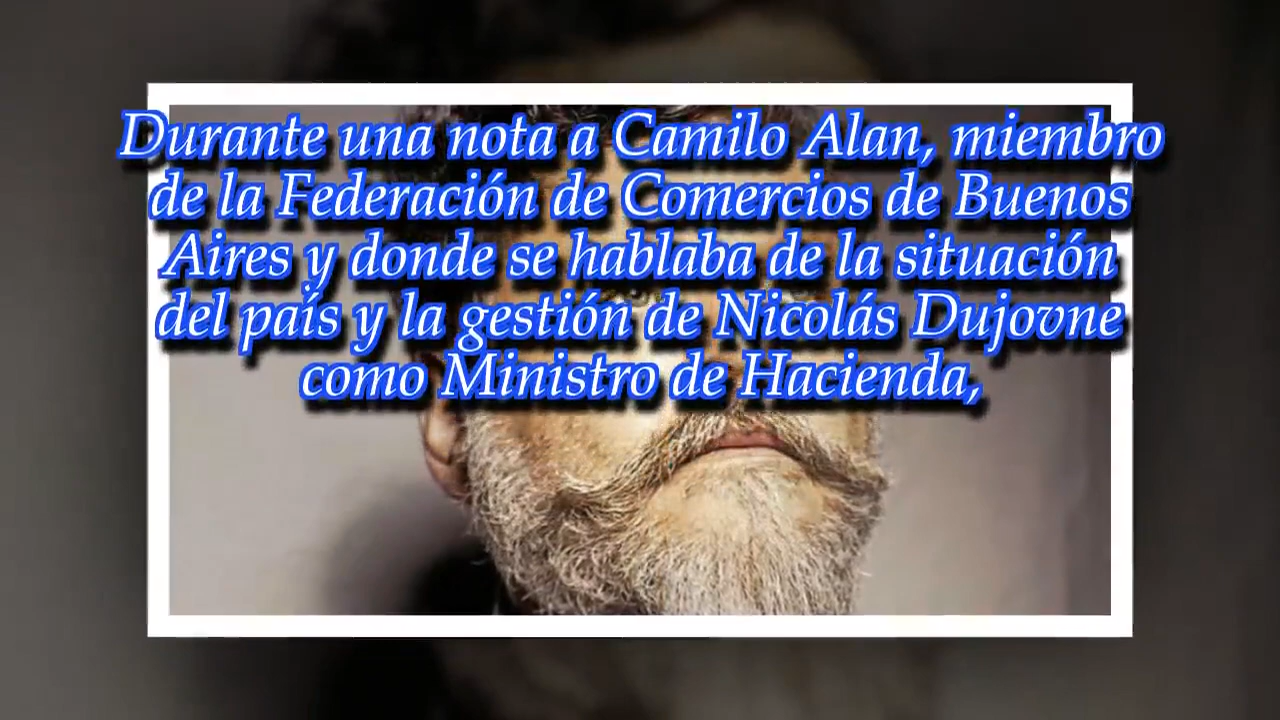 Durante una nota a Camilo Alan, miembro
de la Federación de Comercios de Buenos
Aires y donde se hablaba de la situación
del país y la gestión de Nicolás Dujovne
como Ministro de Hacienda,